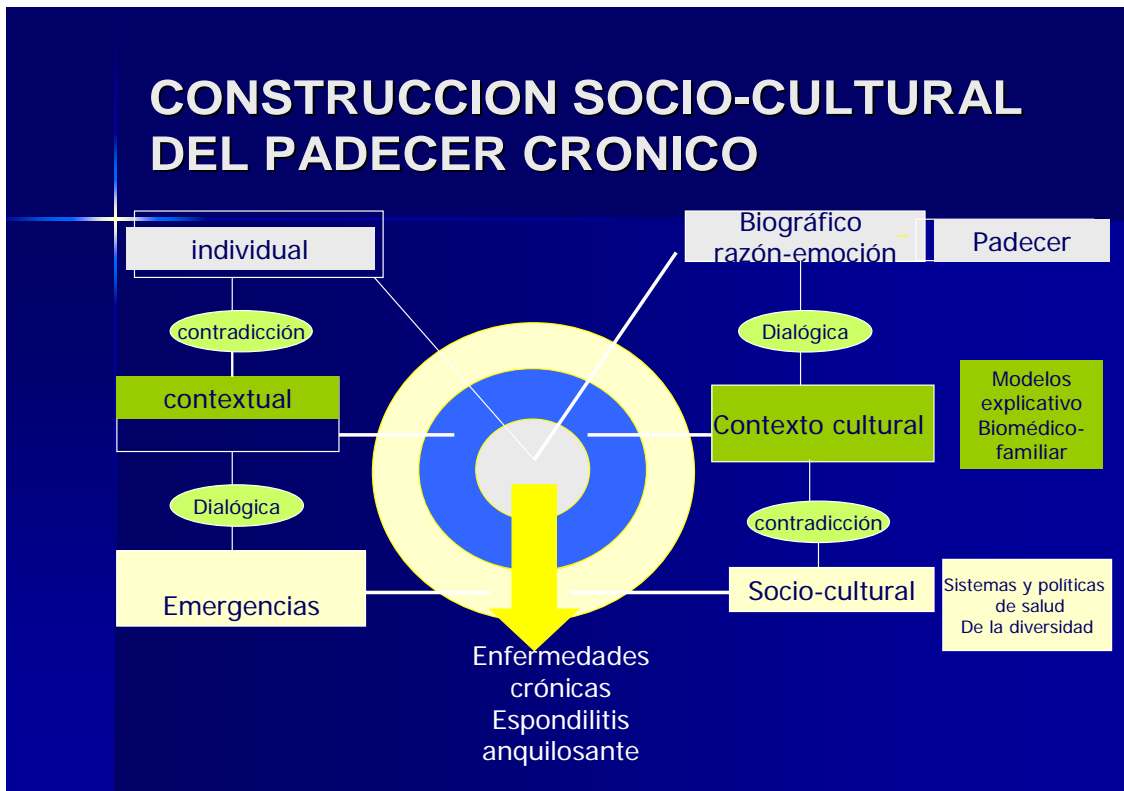 CONSTRUCCION SOCIO-CULTURAL
DEL PADECER CRONICO
individual
Biográfico
razón-emoción
Padecer
contradicción
Dialógica
contextual
Contexto cultural
Modelos
explicativo
Biomédico-
familiar
Dialógica
contradicción
Emergencias
Socio-cultural
Sistemas y políticas
de salud
De la diversidad
Enfermedades
crónicas
Espondilitis
anquilosante